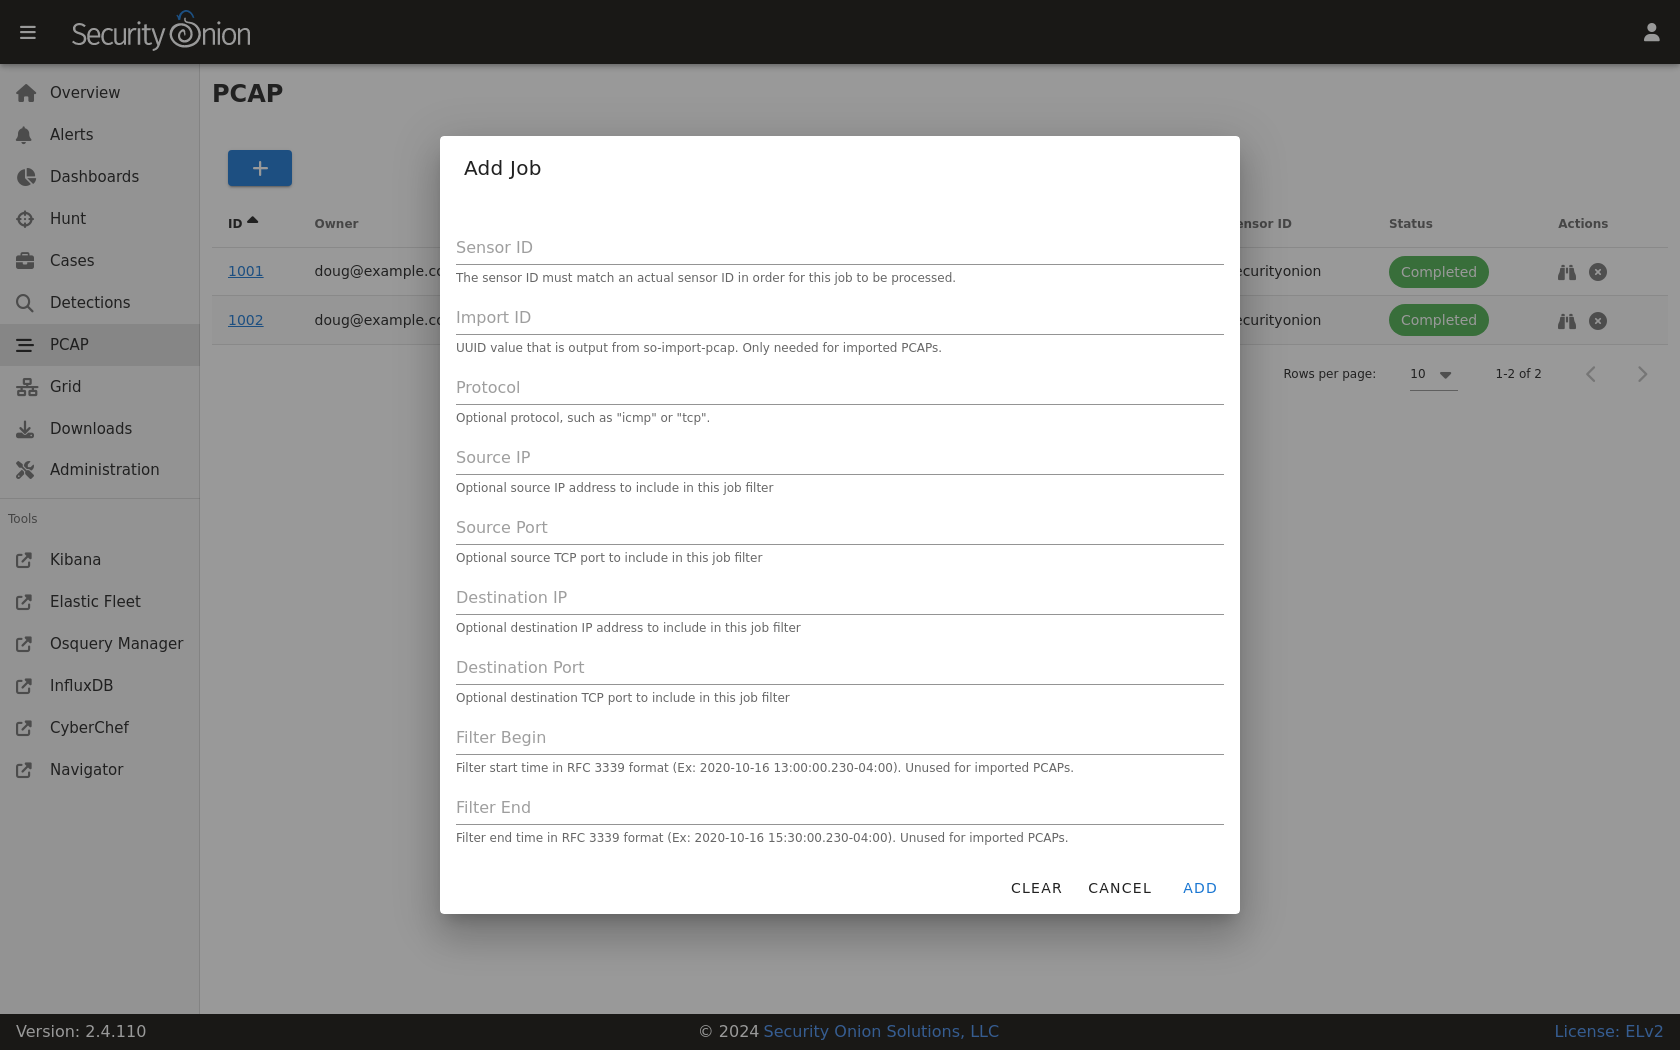 Security Onion
Overview
Alerts
Dashboards
Hunt
Cases
Detections
PCAP
Grid
Downloads
Administration
Tools
Kibana
Elastic Fleet
Osquery Manager
InfluxDB
CyberChef
Navigator
PCAP
+
ID Owner Status Actions
1001 doug@example.c Completed
1002 doug@example.c Completed
Rows per page: 10 1-2 of 2
Add Job
Sensor ID
The sensor ID must match an actual sensor ID in order for this job to be processed.
Import ID
UUID value that is output from so-import-pcap. Only needed for imported PCAPs.
Protocol
Optional protocol, such as "icmp" or "tcp".
Source IP
Optional source IP address to include in this job filter
Source Port
Optional source TCP port to include in this job filter
Destination IP
Optional destination IP address to include in this job filter
Destination Port
Optional destination TCP port to include in this job filter
Filter Begin
Filter start time in RFC 3339 format (Ex: 2020-10-16 13:00:00.230-04:00). Unused for imported PCAPs.
Filter End
Filter end time in RFC 3339 format (Ex: 2020-10-16 15:30:00.230-04:00). Unused for imported PCAPs.
CLEAR CANCEL ADD
Version: 2.4.110
© 2024 Security Onion Solutions, LLC
License: ELv2